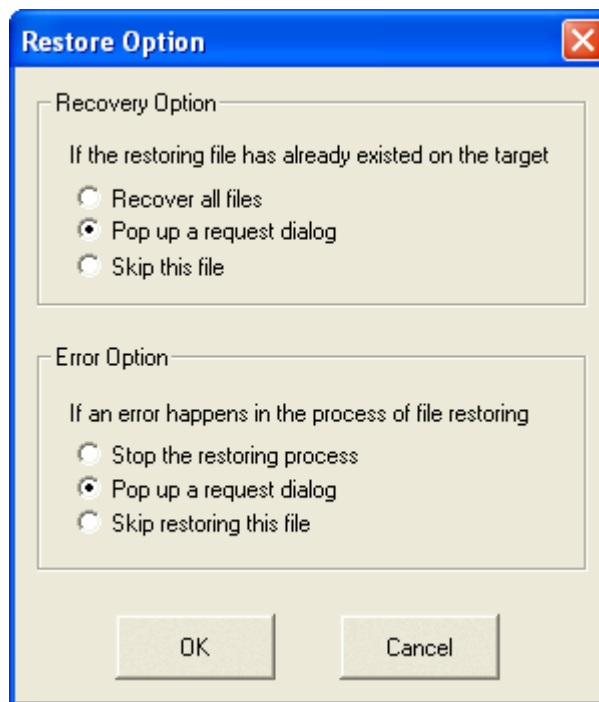 Restore Option
Recovery Option
If the restoring file has already existed on the target
Recover all files
Pop up a request dialog
Skip this file
Error Option
If an error happens in the process of file restoring
Stop the restoring process
Pop up a request dialog
Skip restoring this file
OK Cancel